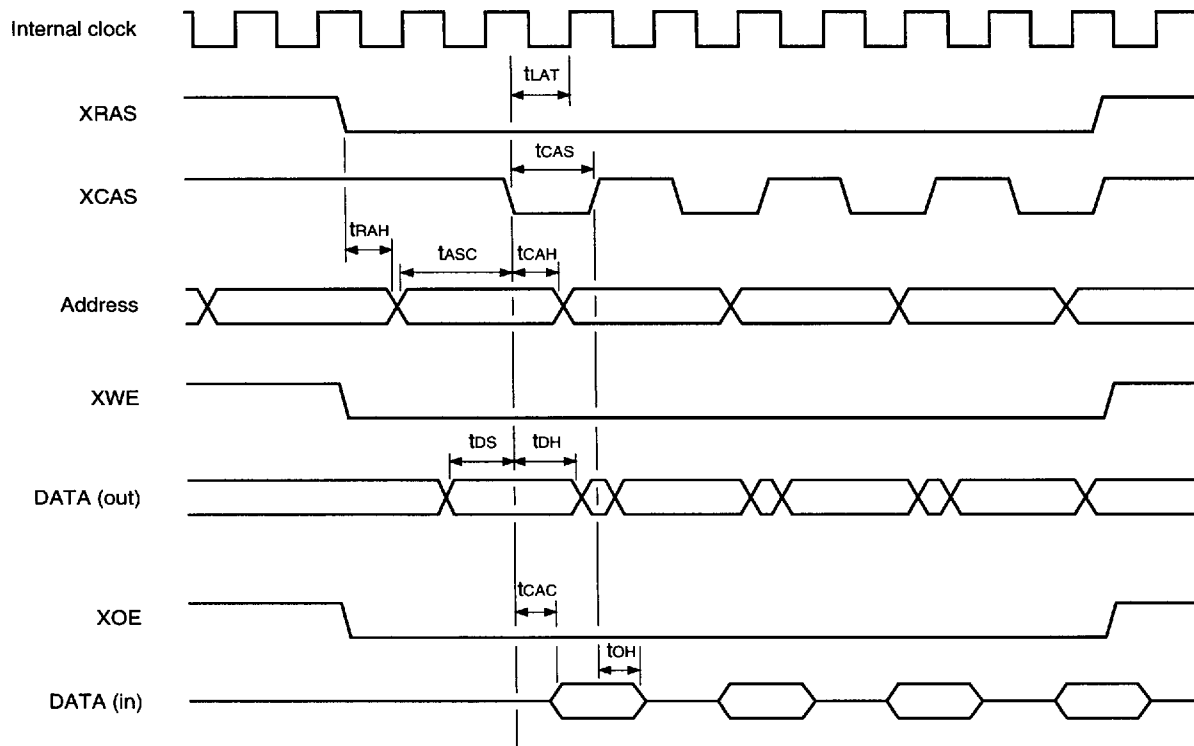 Internal clock
tLAT
XRAS
tCAS
XCAS
tRAH
tASC
tCAH
Address
XWE
tDS
tDH
DATA (out)
tCAC
XOE
tOH
DATA (in)